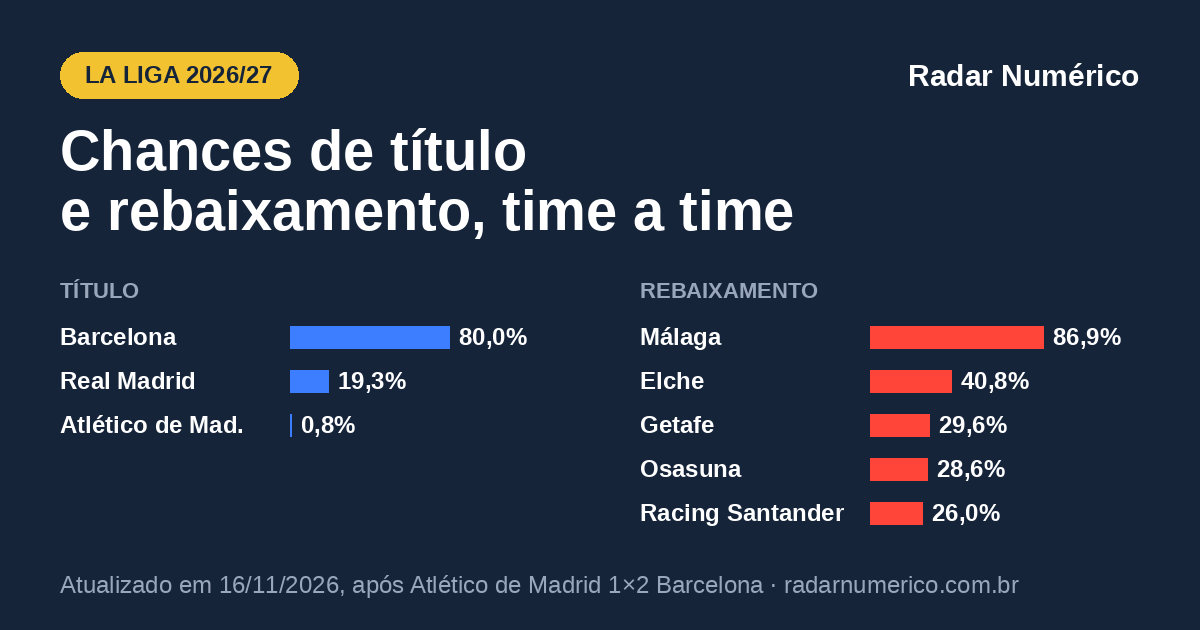 LA LIGA 2026/27
Radar Numérico
Chances de título
e rebaixamento, time a time
TÍTULO
Barcelona 80,0%
Real Madrid 19,3%
Atlético de Mad. 0,8%
REBAIXAMENTO
Málaga 86,9%
Elche 40,8%
Getafe 29,6%
Osasuna 28,6%
Racing Santander 26,0%
Atualizado em 16/11/2026, após Atlético de Madrid 1×2 Barcelona · radarnumerico.com.br